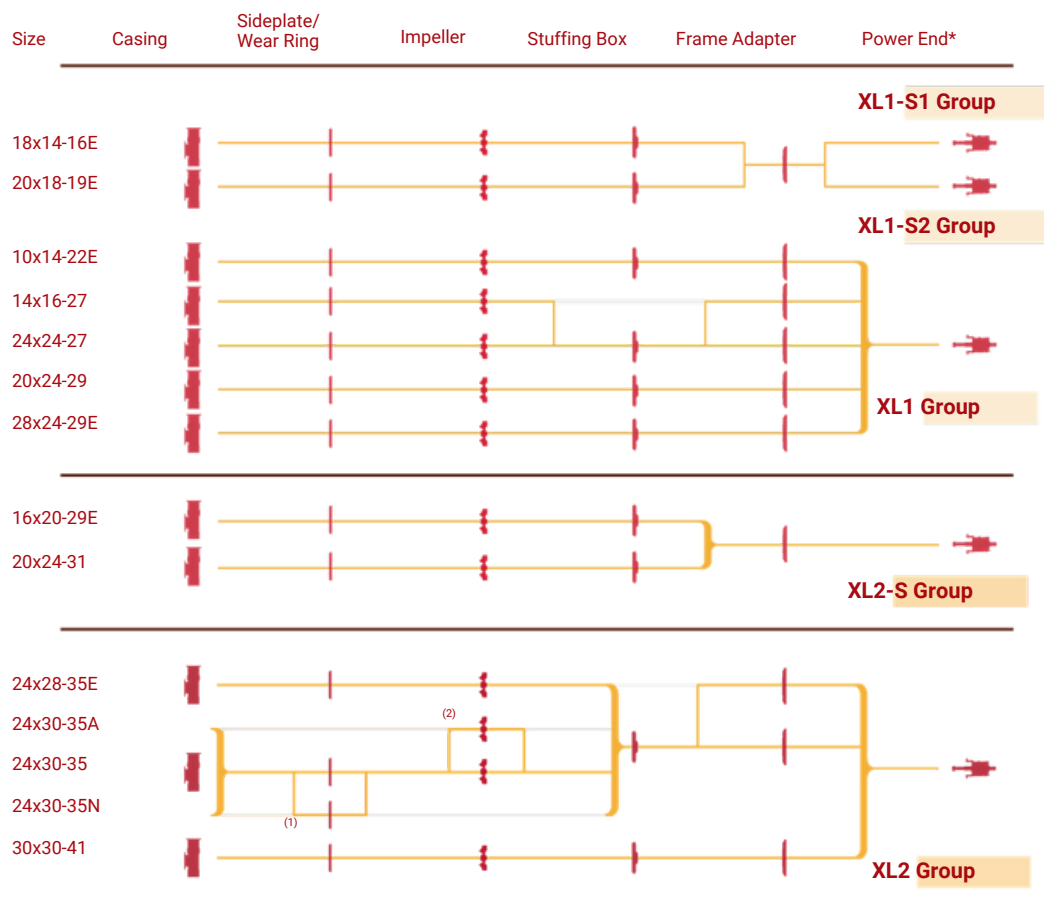 Size Casing Sideplate/
Wear Ring Impeller Stuffing Box Frame Adapter Power End*
XL1-S1 Group
18x14-16E
20x18-19E
XL1-S2 Group
10x14-22E
14x16-27
24x24-27
20x24-29
XL1 Group
28x24-29E
16x20-29E
20x24-31
XL2-S Group
24x28-35E
(2)
24x30-35A
24x30-35
24x30-35N
(1)
30x30-41
XL2 Group